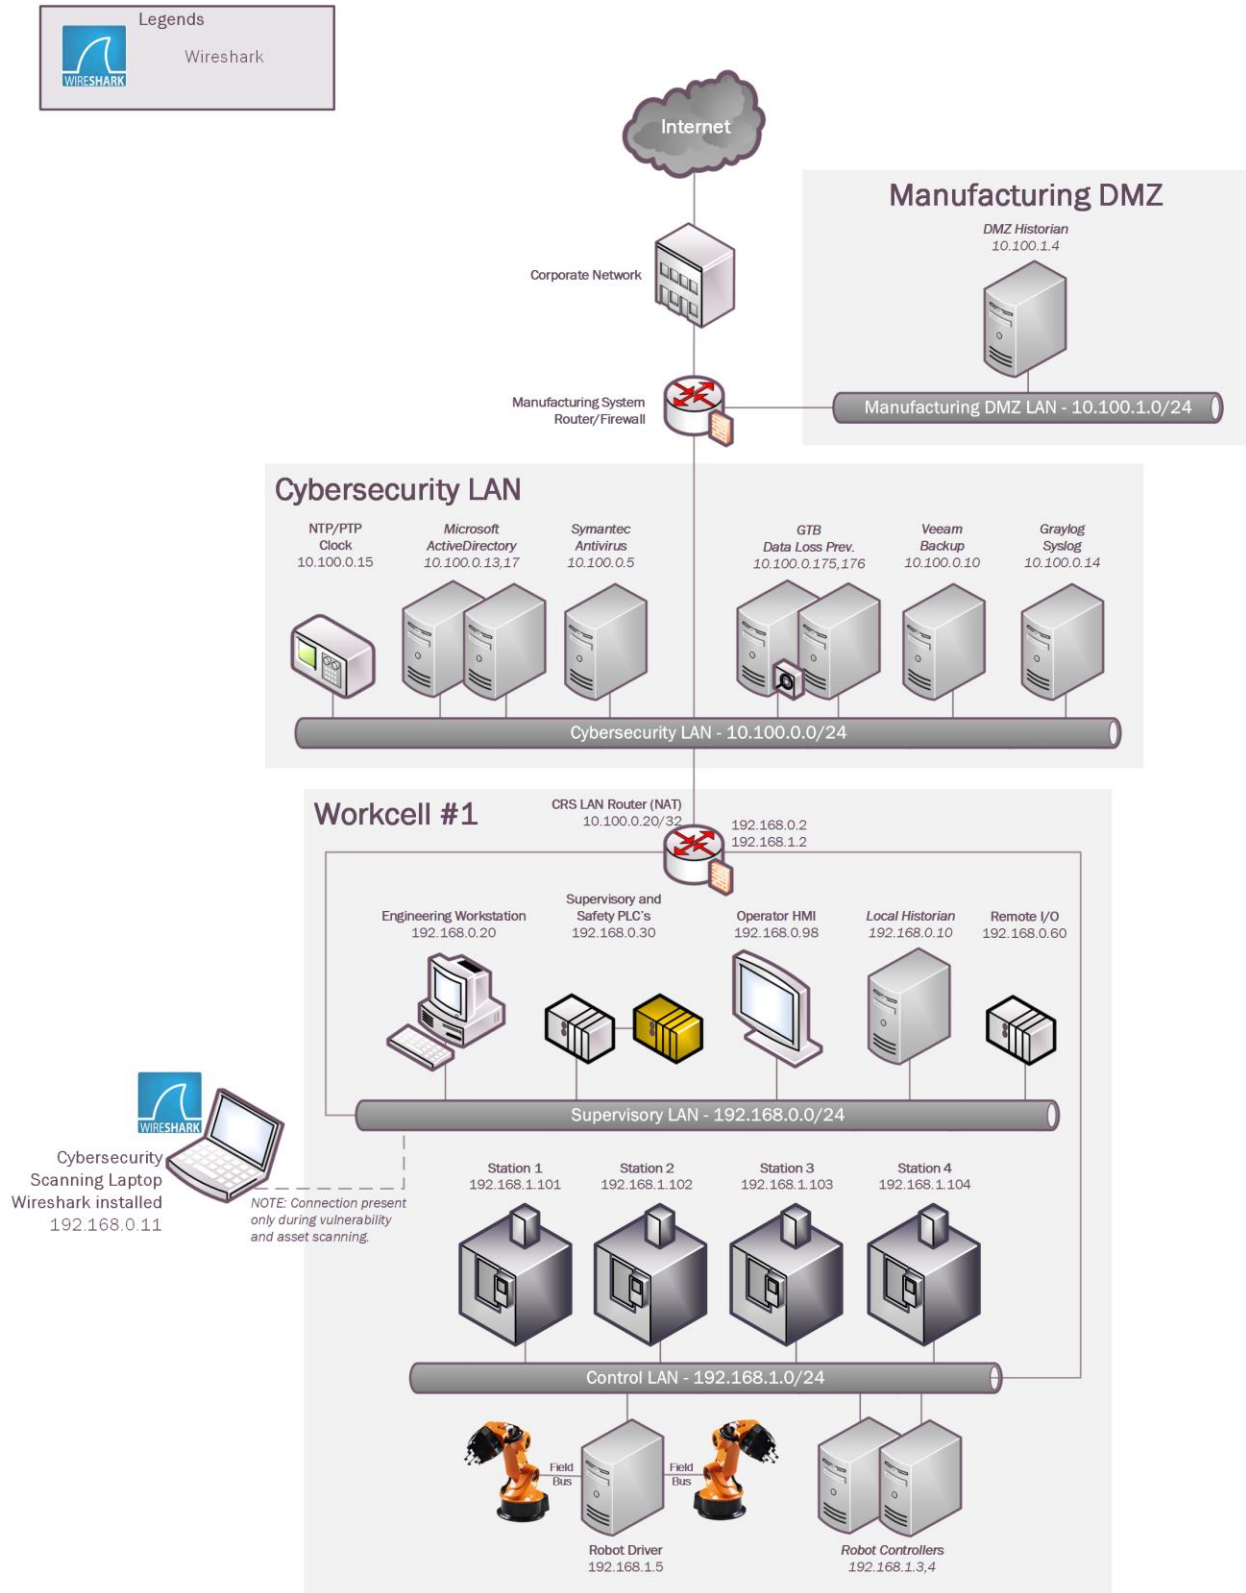 Legends
WIRESHARK
Wireshark
Internet
Manufacturing DMZ
DMZ Historian
10.100.1.4
Corporate Network
Manufacturing System
Router/Firewall
Manufacturing DMZ LAN - 10.100.1.0/24
Cybersecurity LAN
NTP/PTP
Clock
10.100.0.15
Microsoft
ActiveDirectory
10.100.0.13,17
Symantec
Antivirus
10.100.0.5
GTB
Data Loss Prev.
10.100.0.175,176
Veeam
Backup
10.100.0.10
Graylog
Syslog
10.100.0.14
Cybersecurity LAN - 10.100.0.0/24
Workcell #1
CRS LAN Router (NAT)
10.100.0.20/32
192.168.0.2
192.168.1.2
Engineering Workstation
192.168.0.20
Supervisory and
Safety PLC's
192.168.0.30
Operator HMI
192.168.0.98
Local Historian
192.168.0.10
Remote I/O
192.168.0.60
Supervisory LAN - 192.168.0.0/24
WIRESHARK
Cybersecurity
Scanning Laptop
Wireshark installed
192.168.0.11
NOTE: Connection present
only during vulnerability
and asset scanning.
Station 1
192.168.1.101
Station 2
192.168.1.102
Station 3
192.168.1.103
Station 4
192.168.1.104
Control LAN - 192.168.1.0/24
Field
Bus
Field
Bus
Robot Driver
192.168.1.5
Robot Controllers
192.168.1.3,4